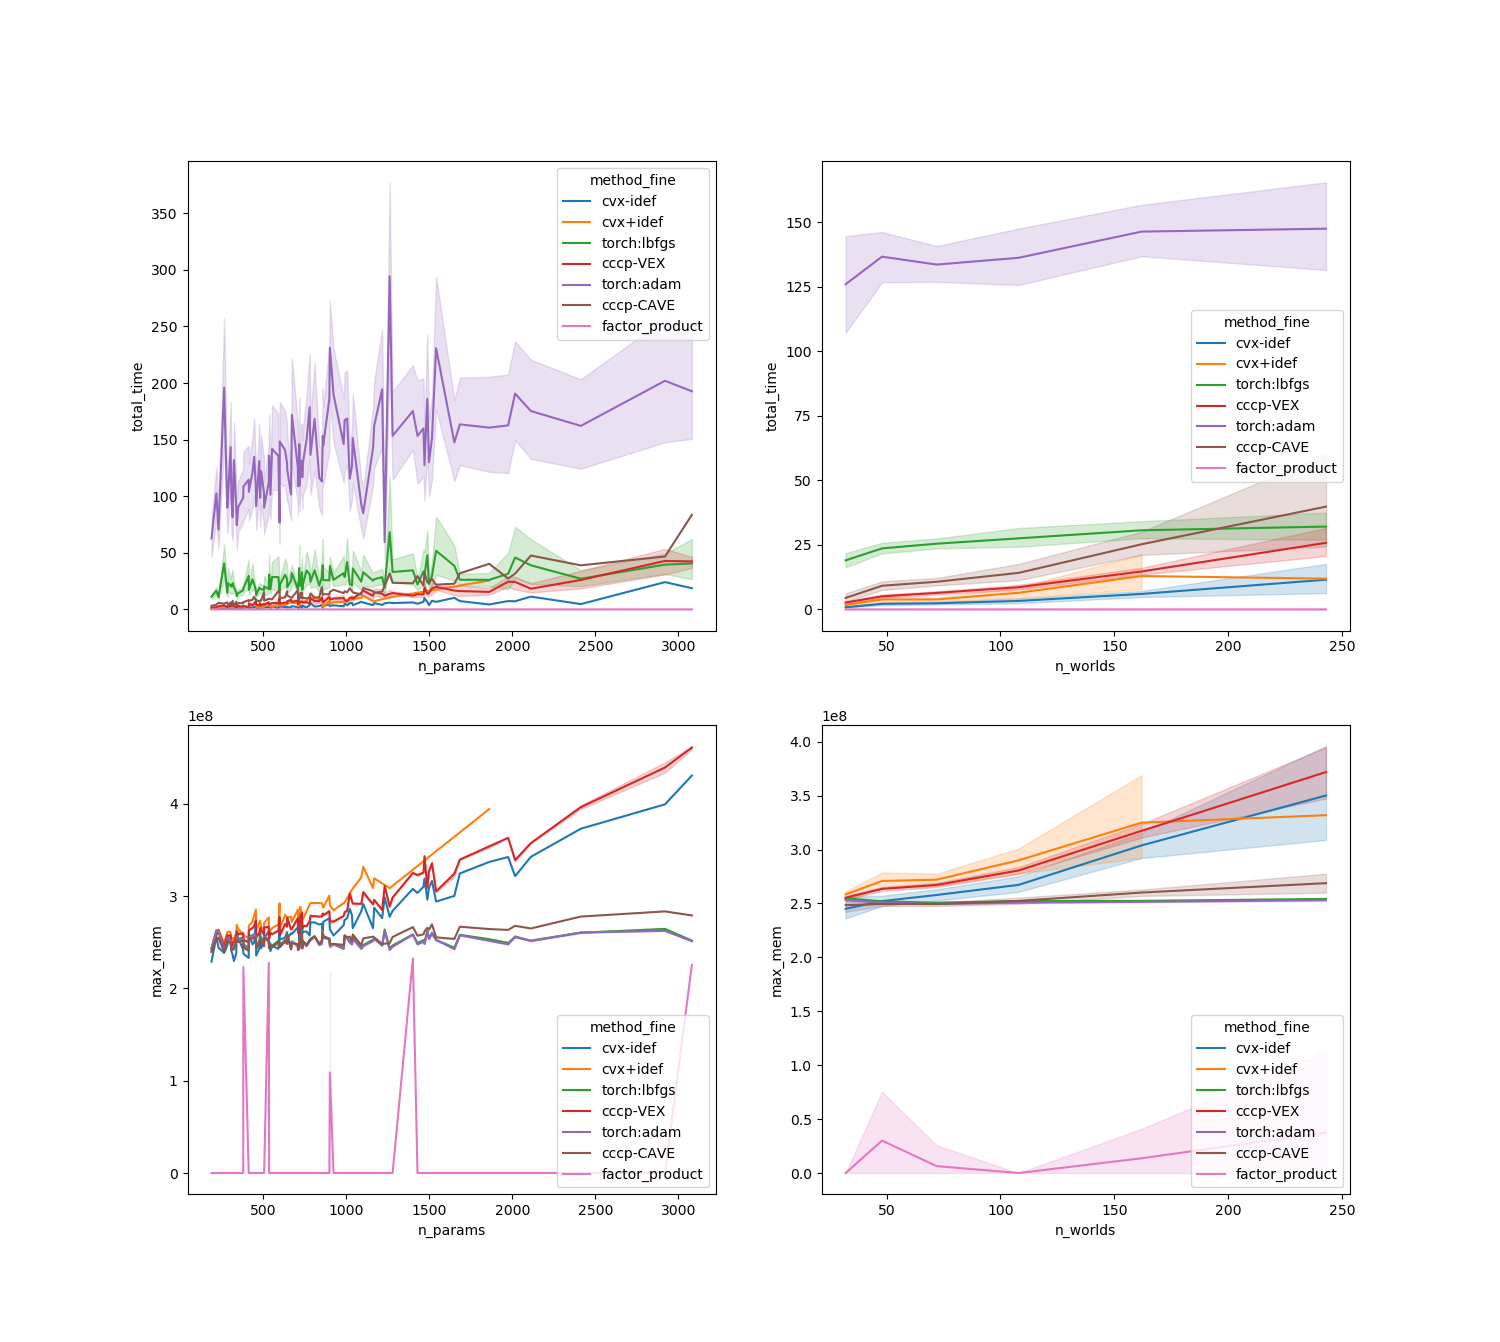 method_fine
cvx-idef
cvx+idef
torch:lbfgs
cccp-VEX
torch:adam
cccp-CAVE
factor_product
total_time
350
300
250
200
150
100
50
0
500 1000 1500 2000 2500 3000
n_params
method_fine
cvx-idef
cvx+idef
torch:lbfgs
cccp-VEX
torch:adam
cccp-CAVE
factor_product
total_time
150
125
100
75
50
25
0
50 100 150 200 250
n_worlds
1e8
max_mem
4
3
2
1
0
method_fine
cvx-idef
cvx+idef
torch:lbfgs
cccp-VEX
torch:adam
cccp-CAVE
factor_product
500 1000 1500 2000 2500 3000
n_params
1e8
max_mem
4.0
3.5
3.0
2.5
2.0
1.5
1.0
0.5
0.0
method_fine
cvx-idef
cvx+idef
torch:lbfgs
cccp-VEX
torch:adam
cccp-CAVE
factor_product
50 100 150 200 250
n_worlds